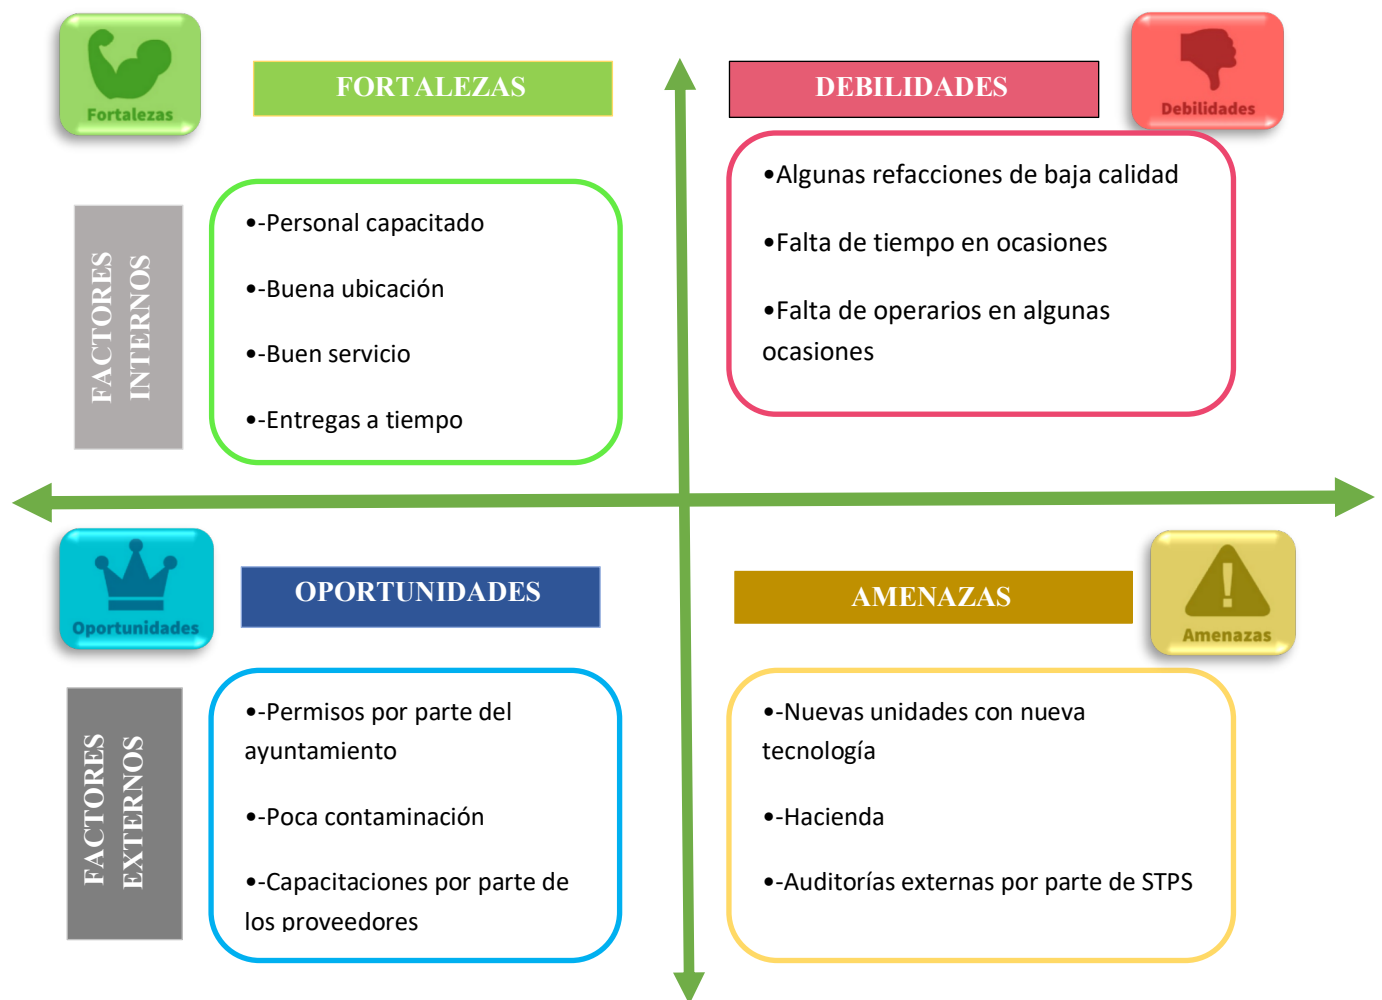 Fortalezas
FORTALEZAS
FACTORES
INTERNOS
•-Personal capacitado
•-Buena ubicación
•-Buen servicio
•-Entregas a tiempo
DEBILIDADES
Debilidades
•Algunas refacciones de baja calidad
•Falta de tiempo en ocasiones
•Falta de operarios en algunas
ocasiones
Oportunidades
OPORTUNIDADES
FACTORES
EXTERNOS
•-Permisos por parte del
ayuntamiento
•-Poca contaminación
•-Capacitaciones por parte de
los proveedores
AMENAZAS
Amenazas
•-Nuevas unidades con nueva
tecnología
•-Hacienda
•-Auditorías externas por parte de STPS